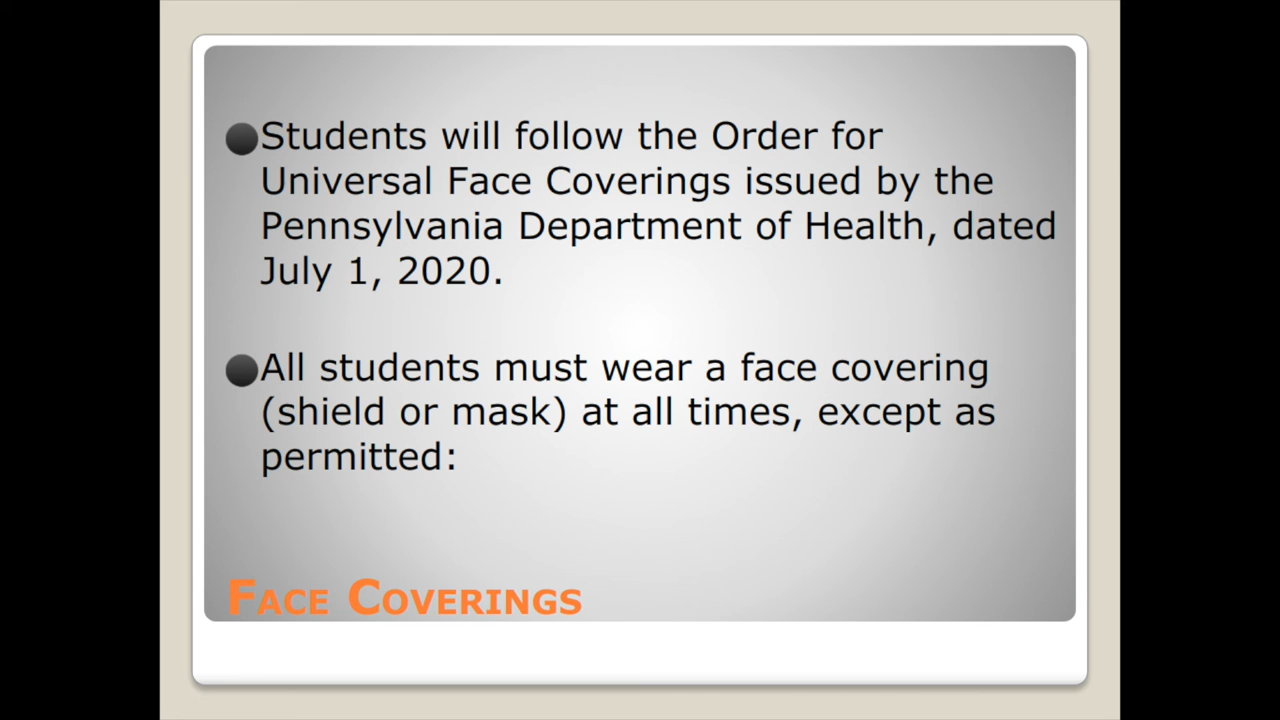 Students will follow the Order for
Universal Face Coverings issued by the
Pennsylvania Department of Health, dated
July 1, 2020.
All students must wear a face covering
(shield or mask) at all times, except as
permitted:
FACE COVERINGS